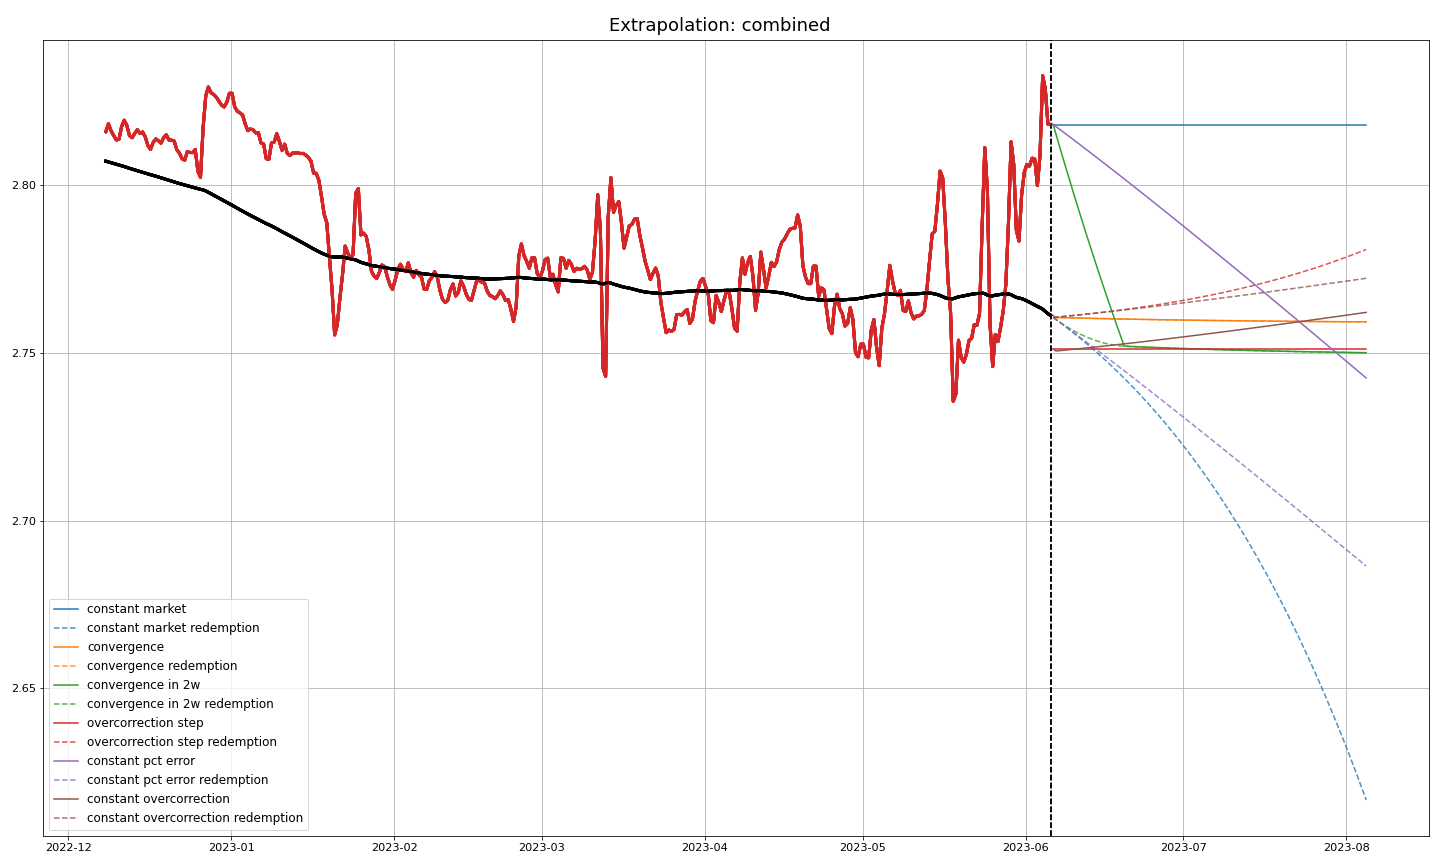 Extrapolation: combined
2.80
2.75
2.70
2.65
constant market
constant market redemption
convergence
convergence redemption
convergence in 2w
convergence in 2w redemption
overcorrection step
overcorrection step redemption
constant pct error
constant pct error redemption
constant overcorrection
constant overcorrection redemption
2022-12 2023-01 2023-02 2023-03 2023-04 2023-05 2023-06 2023-07 2023-08